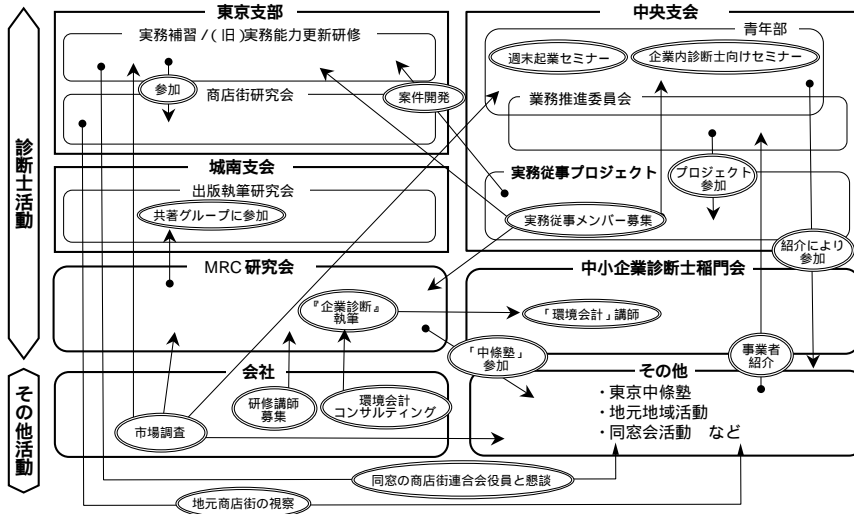 東京支部
実務補習/(旧)実務能力更新研修
参加
商店街研究会
案件開発
中央支会
青年部
週末起業セミナー
企業内診断士向けセミナー
業務推進委員会
実務従事プロジェクト
プロジェクト
参加
実務従事メンバー募集
紹介により
参加
診断士活動
城南支会
出版執筆研究会
共著グループに参加
MRC研究会
『企業診断』
執筆
中小企業診断士稲門会
「環境会計」講師
「中條塾」
参加
事業者
紹介
その他活動
会社
市場調査
研修講師
募集
環境会計
コンサルティング
その他
・東京中條塾
・地元地域活動
・同窓会活動 など
同窓の商店街連合会役員と懇談
地元商店街の視察